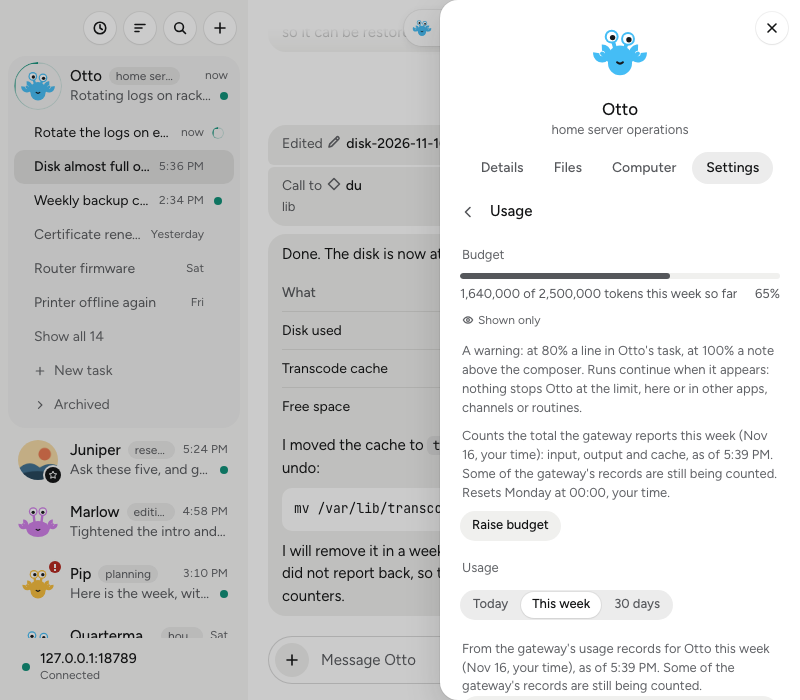 Otto
home ser...
now
Rotating logs on rack...
Rotate the logs on e...
now
Disk almost full o...
5:36 PM
Weekly backup c...
2:34 PM
Certificate rene...
Yesterday
Router firmware
Sat
Printer offline again
Fri
Show all 14
New task
Archived
Juniper
rese...
5:24 PM
Ask these five, and g...
Marlow
editi...
4:58 PM
Tightened the intro and...
Pip
planning
3:10 PM
Here is the week, wit...
Quarterma
hou...
Sat
127.0.0.1:18789
Connected
so it can be restor
Edited
disk-2026-11-1
Call to
du
lib
Done. The disk is now at
What
Disk used
Transcode cache
Free space
I moved the cache to
undo:
mv /var/lib/transco
I will remove it in a week
did not report back, so t
counters.
Message Otto
Otto
home server operations
Details
Files
Computer
Settings
Usage
Budget
1,640,000 of 2,500,000 tokens this week so far
65%
Shown only
A warning: at 80% a line in Otto's task, at 100% a note
above the composer. Runs continue when it appears:
nothing stops Otto at the limit, here or in other apps,
channels or routines.
Counts the total the gateway reports this week (Nov
16, your time): input, output and cache, as of 5:39 PM.
Some of the gateway's records are still being counted.
Resets Monday at 00:00, your time.
Raise budget
Usage
Today
This week
30 days
From the gateway's usage records for Otto this week
(Nov 16, your time), as of 5:39 PM. Some of the
gateway's records are still being counted.